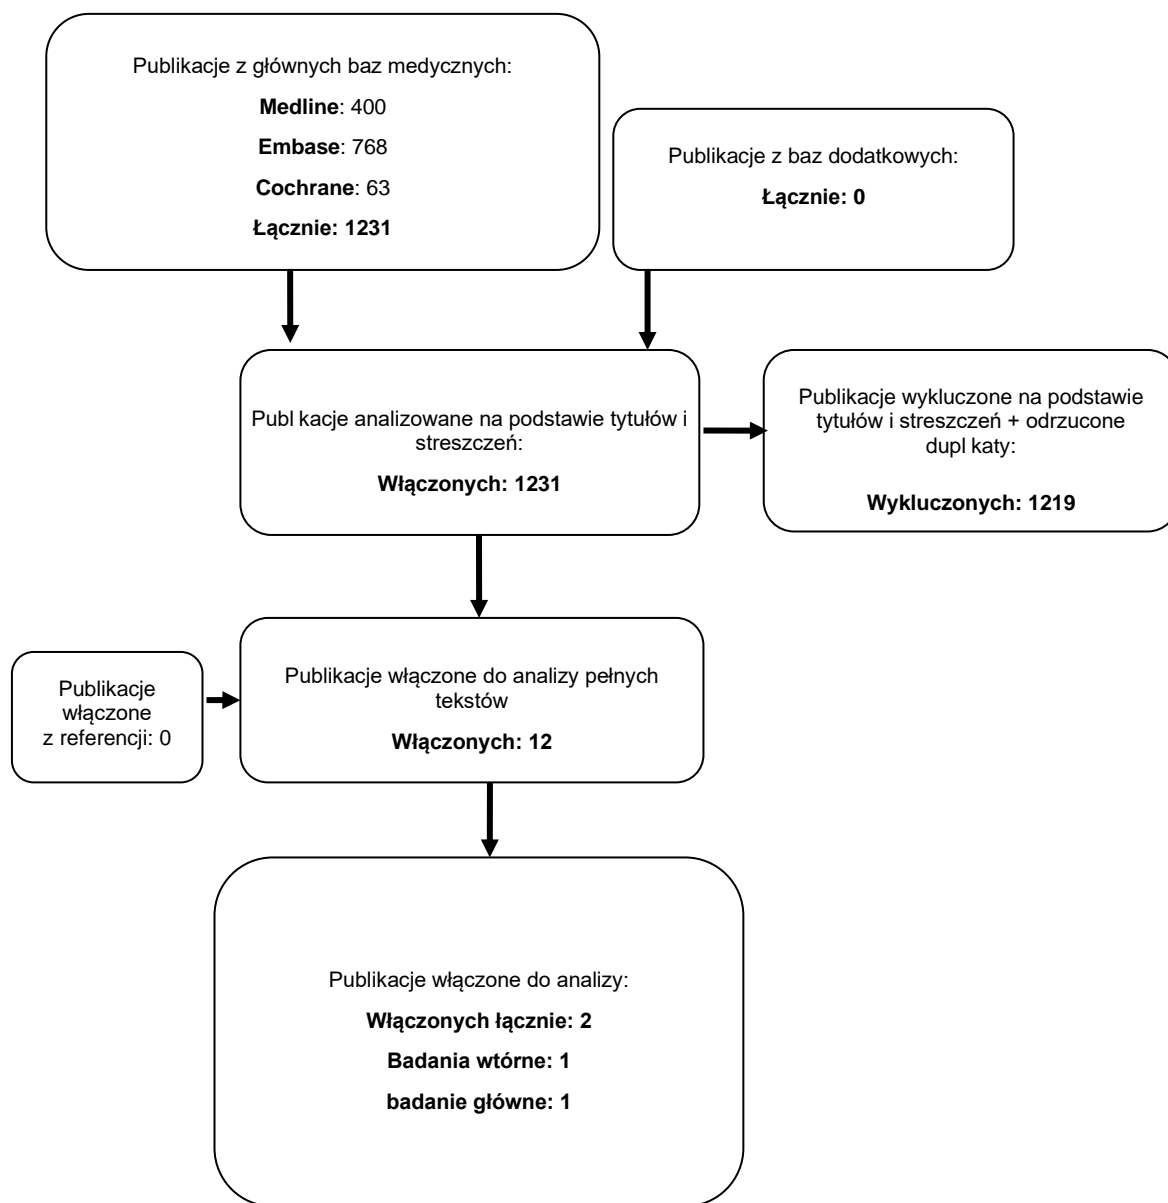 Publikacje z głównych baz medycznych:
Medline: 400
Embase: 768
Cochrane: 63
Łącznie: 1231
Publikacje z baz dodatkowych:
Łącznie: 0
Publ kacje analizowane na podstawie tytułów i
streszczeń:
Włączonych: 1231
Publikacje wykluczone na podstawie
tytułów i streszczeń + odrzucone
dupl katy:
Wykluczonych: 1219
Publikacje
włączone
z referencji: 0
Publikacje włączone do analizy pełnych
tekstów
Włączonych: 12
Publikacje włączone do analizy:
Włączonych łącznie: 2
Badania wtórne: 1
badanie główne: 1